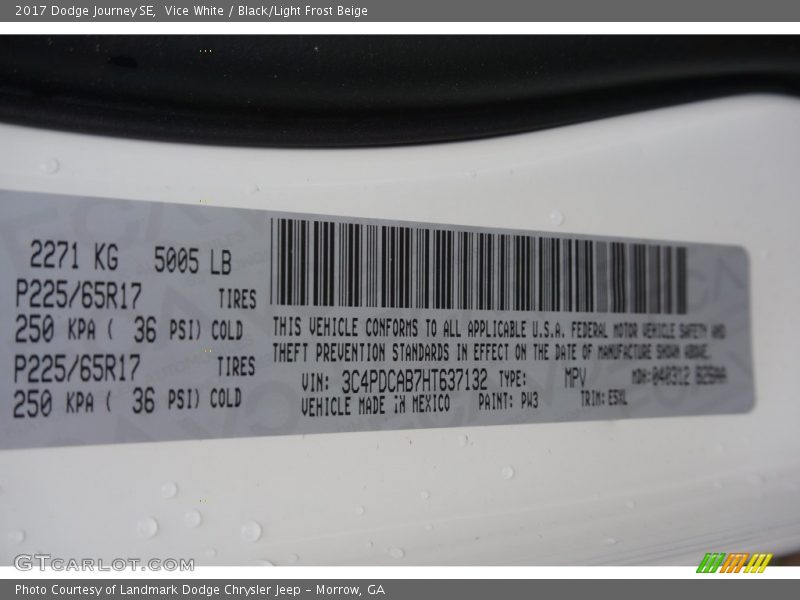 2017 Dodge Journey SE, Vice White / Black/Light Frost Beige
2271 KG 5005 LB
P225/65R17 TIRES
250 KPA ( 36 PSI) COLD
P225/65R17 TIRES
250 KPA ( 36 PSI) COLD
THIS VEHICLE CONFORMS TO ALL APPLICABLE U.S.A. FEDERAL MOTOR VEHICLE SAFETY AND
THEFT PREVENTION STANDARDS IN EFFECT ON THE DATE OF MANUFACTURE SHOWN ABOVE.
VIN: 3C4PDCAB7HT637132 TYPE: MPV MDH: 040312
VEHICLE MADE IN MEXICO PAINT: PW3 TRIM: E5XL
GTCarLot.com
Photo Courtesy of Landmark Dodge Chrysler Jeep – Morrow, GA